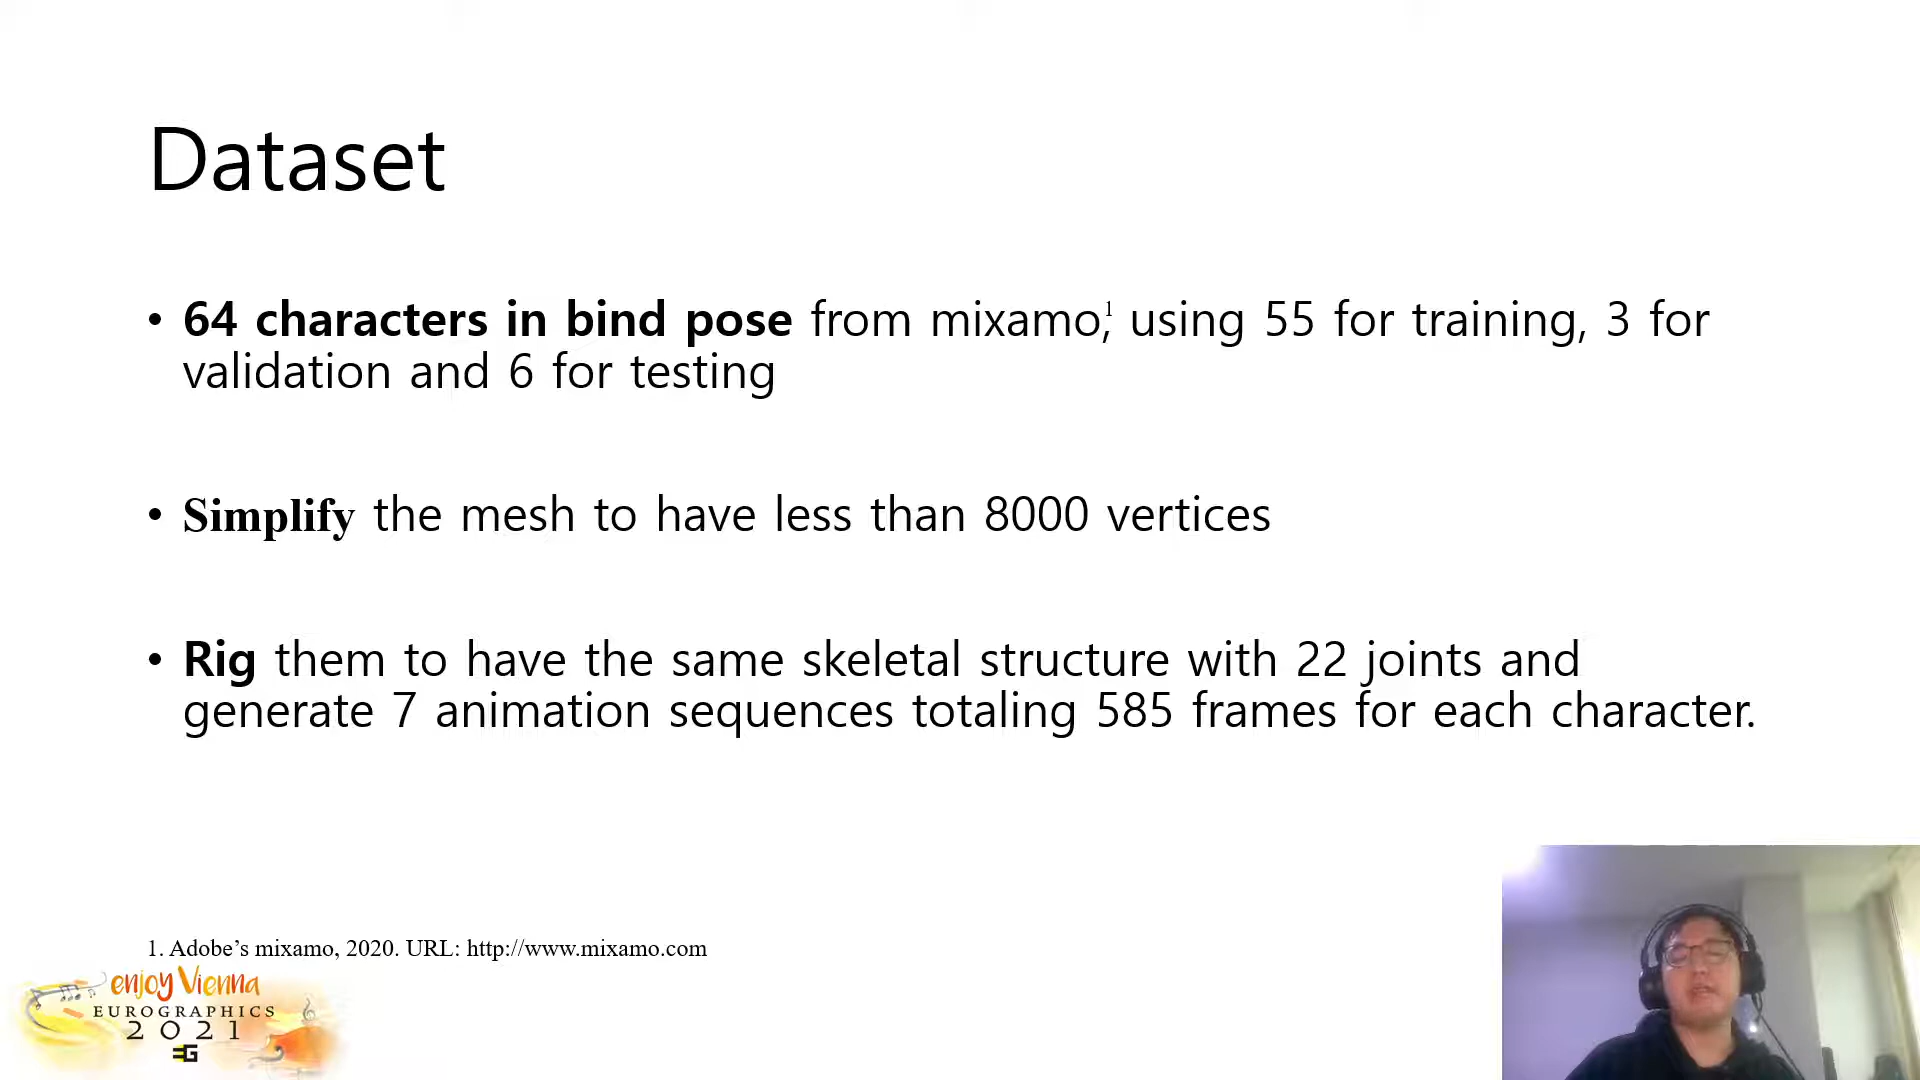 Dataset
• 64 characters in bind pose from mixamo,¹ using 55 for training, 3 for
validation and 6 for testing
• Simplify the mesh to have less than 8000 vertices
• Rig them to have the same skeletal structure with 22 joints and
generate 7 animation sequences totaling 585 frames for each character.
1. Adobe’s mixamo, 2020. URL: http://www.mixamo.com
enjoy Vienna
EUROGRAPHICS
2021
EG